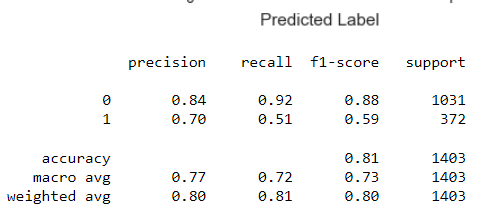 Predicted Label
precision recall f1-score support
0 0.84 0.92 0.88 1031
1 0.70 0.51 0.59 372
accuracy 0.81 1403
macro avg 0.77 0.72 0.73 1403
weighted avg 0.80 0.81 0.80 1403